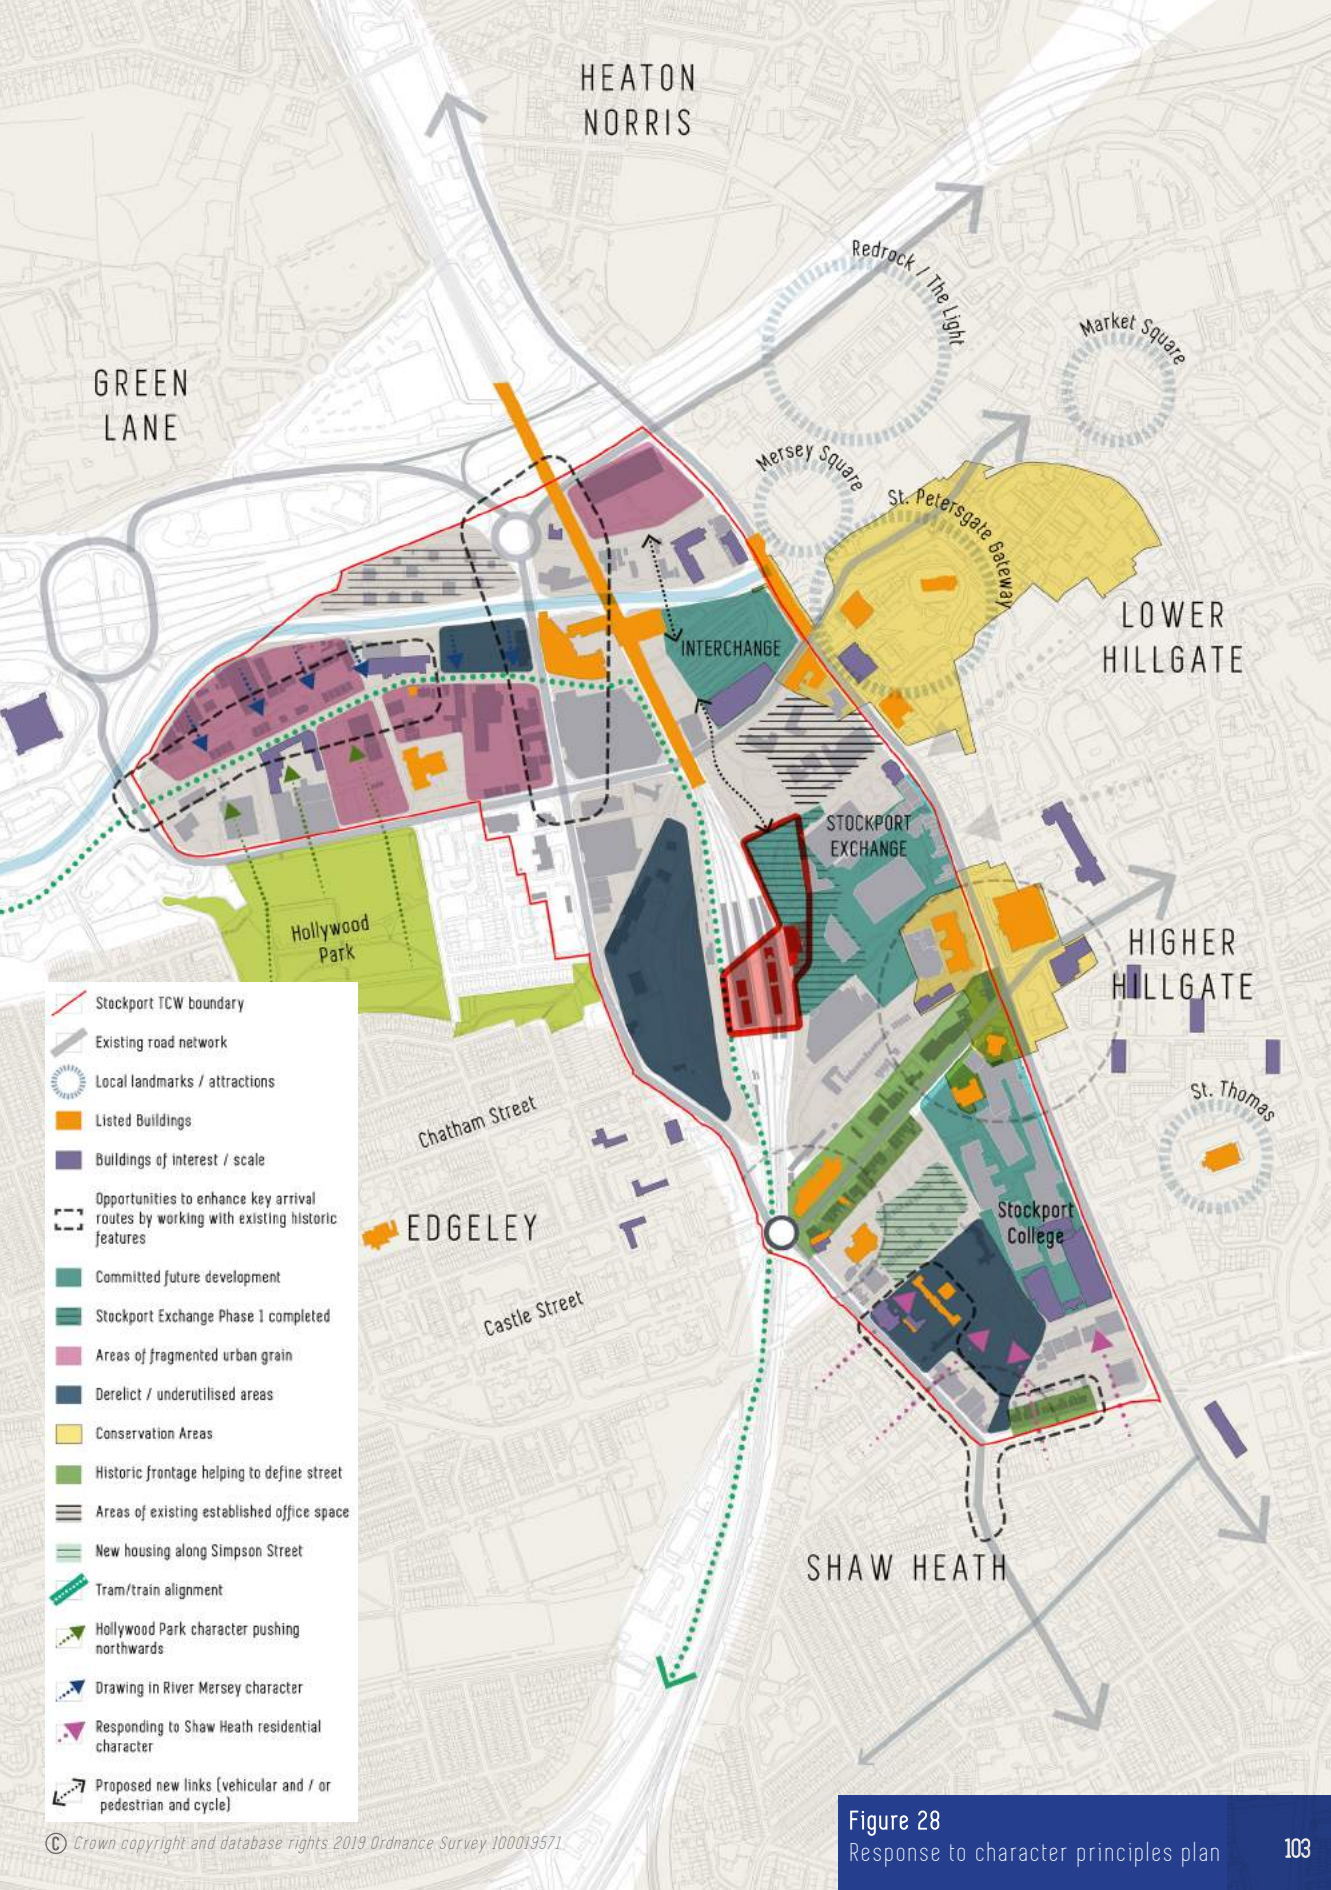 HEATON
NORRIS
Redrock / The Light
Market Square
GREEN
LANE
Mersey Square
St. Petersgate Gateway
LOWER
HILLGATE
INTERCHANGE
STOCKPORT
EXCHANGE
Hollywood
Park
HIGHER
HILLGATE
St. Thomas
Chatham Street
EDGELEY
Castle Street
Stockport
College
SHAW HEATH
Stockport TCW boundary
Existing road network
Local landmarks / attractions
Listed Buildings
Buildings of interest / scale
Opportunities to enhance key arrival
routes by working with existing historic
features
Committed future development
Stockport Exchange Phase 1 completed
Areas of fragmented urban grain
Derelict / underutilised areas
Conservation Areas
Historic frontage helping to define street
Areas of existing established office space
New housing along Simpson Street
Tram/train alignment
Hollywood Park character pushing
northwards
Drawing in River Mersey character
Responding to Shaw Heath residential
character
Proposed new links (vehicular and / or
pedestrian and cycle)
© Crown copyright and database rights 2019 Ordnance Survey 100019571.
Figure 28
Response to character principles plan
103